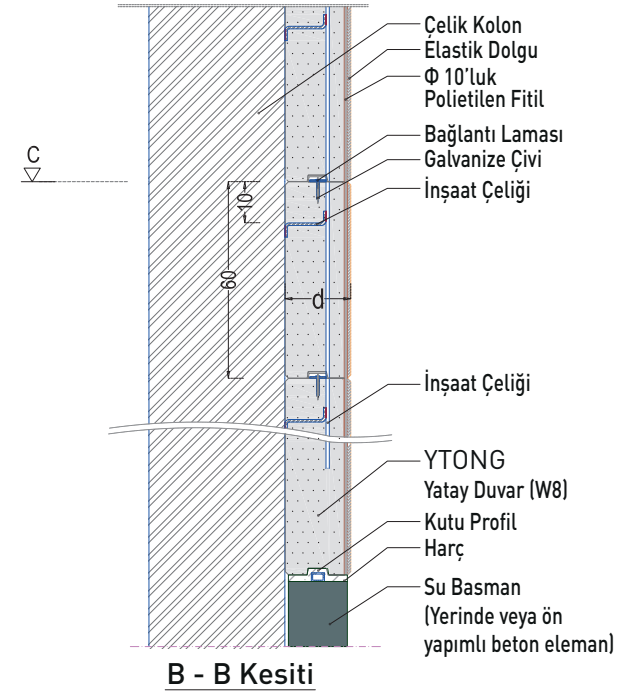 Çelik Kolon
Elastik Dolgu
Φ 10’luk
Polietilen Fitil
Bağlantı Laması
Galvanize Çivi
İnşaat Çeliği
C
10
60
d
İnşaat Çeliği
YTONG
Yatay Duvar (W8)
Kutu Profil
Harç
Su Basman
(Yerinde veya ön
yapımlı beton eleman)
B - B Kesiti